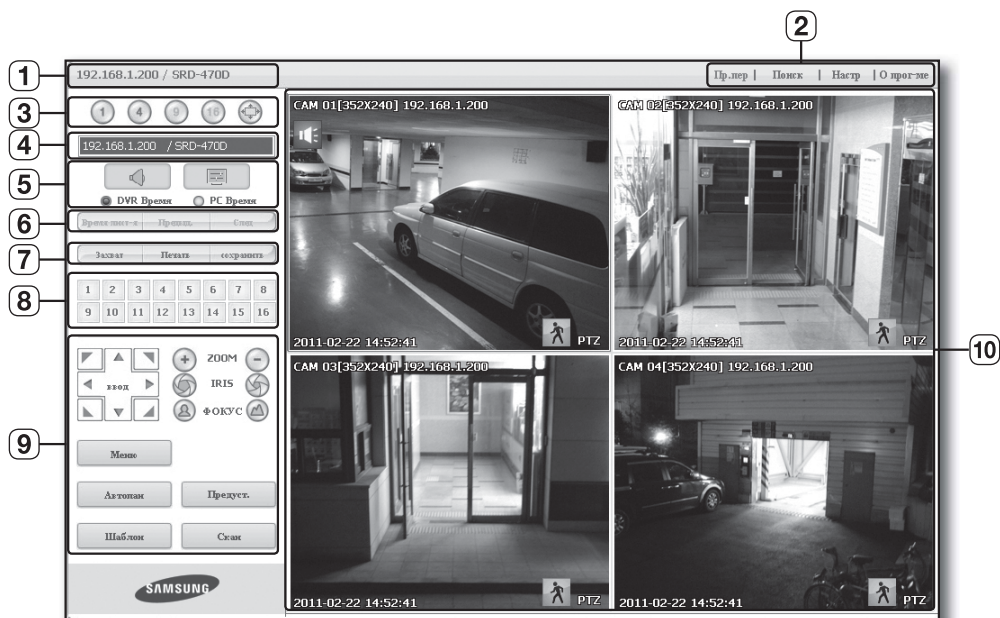 2
1
192.168.1.200 / SRD-470D
Пр.пер | Поиск | Настр | О прог-ме
3
1 4 9 16
4
192.168.1.200 /SRD-470D
5
DVR Время PC Время
6
7
Захват Печать сохранить
8
1 2 3 4 5 6 7 8
9 10 11 12 13 14 15 16
9
ZOOM
ввод IRIS
ФОКУС
Меню
Автопан Предуст.
Шаблон Скан
SAMSUNG
CAM 01[352X240] 192.168.1.200
2011-02-22 14:52:41 PTZ
CAM 02[352X240] 192.168.1.200
2011-02-22 14:52:41 PTZ
CAM 03[352X240] 192.168.1.200
2011-02-22 14:52:41 PTZ
CAM 04[352X240] 192.168.1.200
2011-02-22 14:52:41 PTZ
10